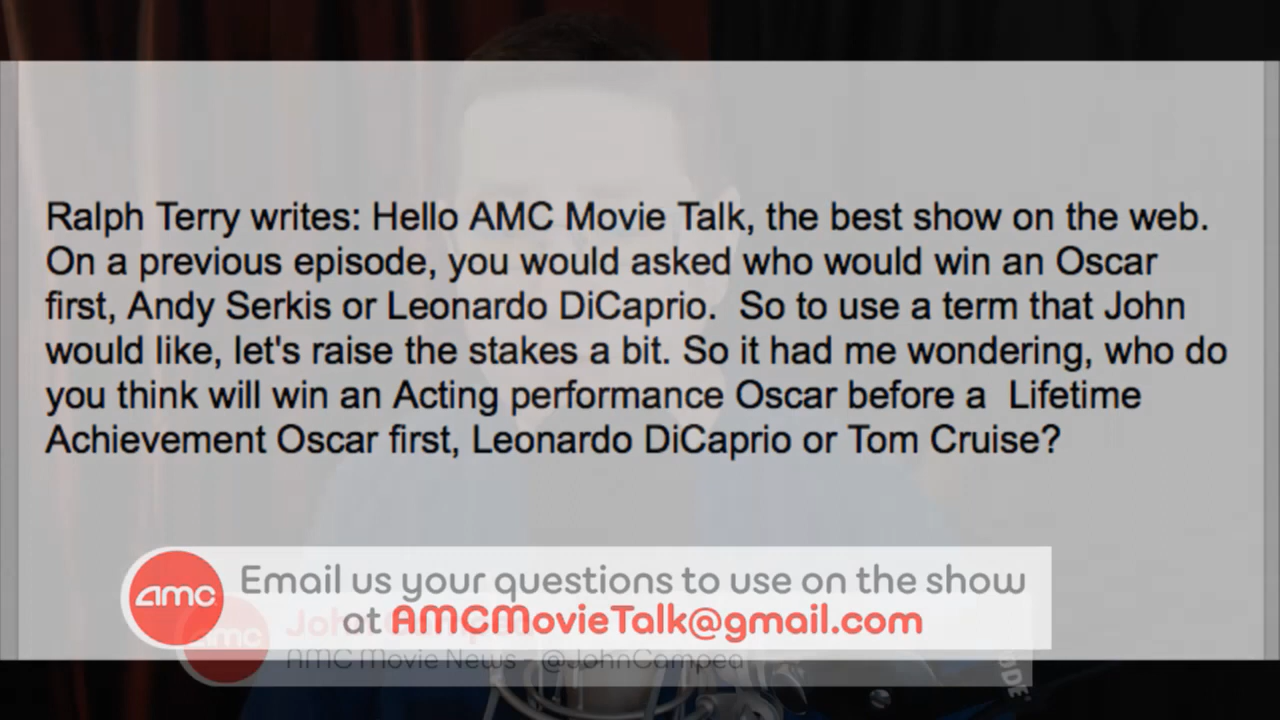 Ralph Terry writes: Hello AMC Movie Talk, the best show on the web.
On a previous episode, you would asked who would win an Oscar
first, Andy Serkis or Leonardo DiCaprio.  So to use a term that John
would like, let's raise the stakes a bit. So it had me wondering, who do
you think will win an Acting performance Oscar before a  Lifetime
Achievement Oscar first, Leonardo DiCaprio or Tom Cruise?
amc
Email us your questions to use on the show
at AMCMovieTalk@gmail.com
amc
John Campea
AMC Movie News @JohnCampea